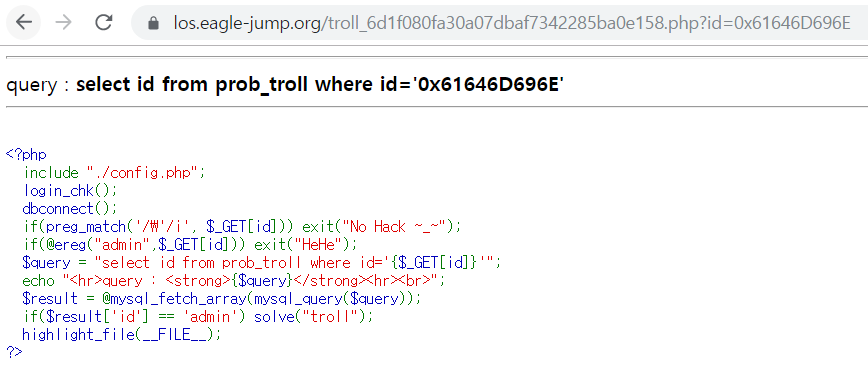 los.eagle-jump.org/troll_6d1f080fa30a07dbaf7342285ba0e158.php?id=0x61646D696E
query : select id from prob_troll where id='0x61646D696E'
<?php
  include "./config.php";
  login_chk();
  dbconnect();
  if(preg_match('/₩'/i', $_GET[id])) exit("No Hack ~_~");
  if(@ereg("admin",$_GET[id])) exit("HeHe");
  $query = "select id from prob_troll where id='{$_GET[id]}'";
  echo "<hr>query : <strong>{$query}</strong><hr><br>";
  $result = @mysql_fetch_array(mysql_query($query));
  if($result['id'] == 'admin') solve("troll");
  highlight_file(__FILE__);
?>